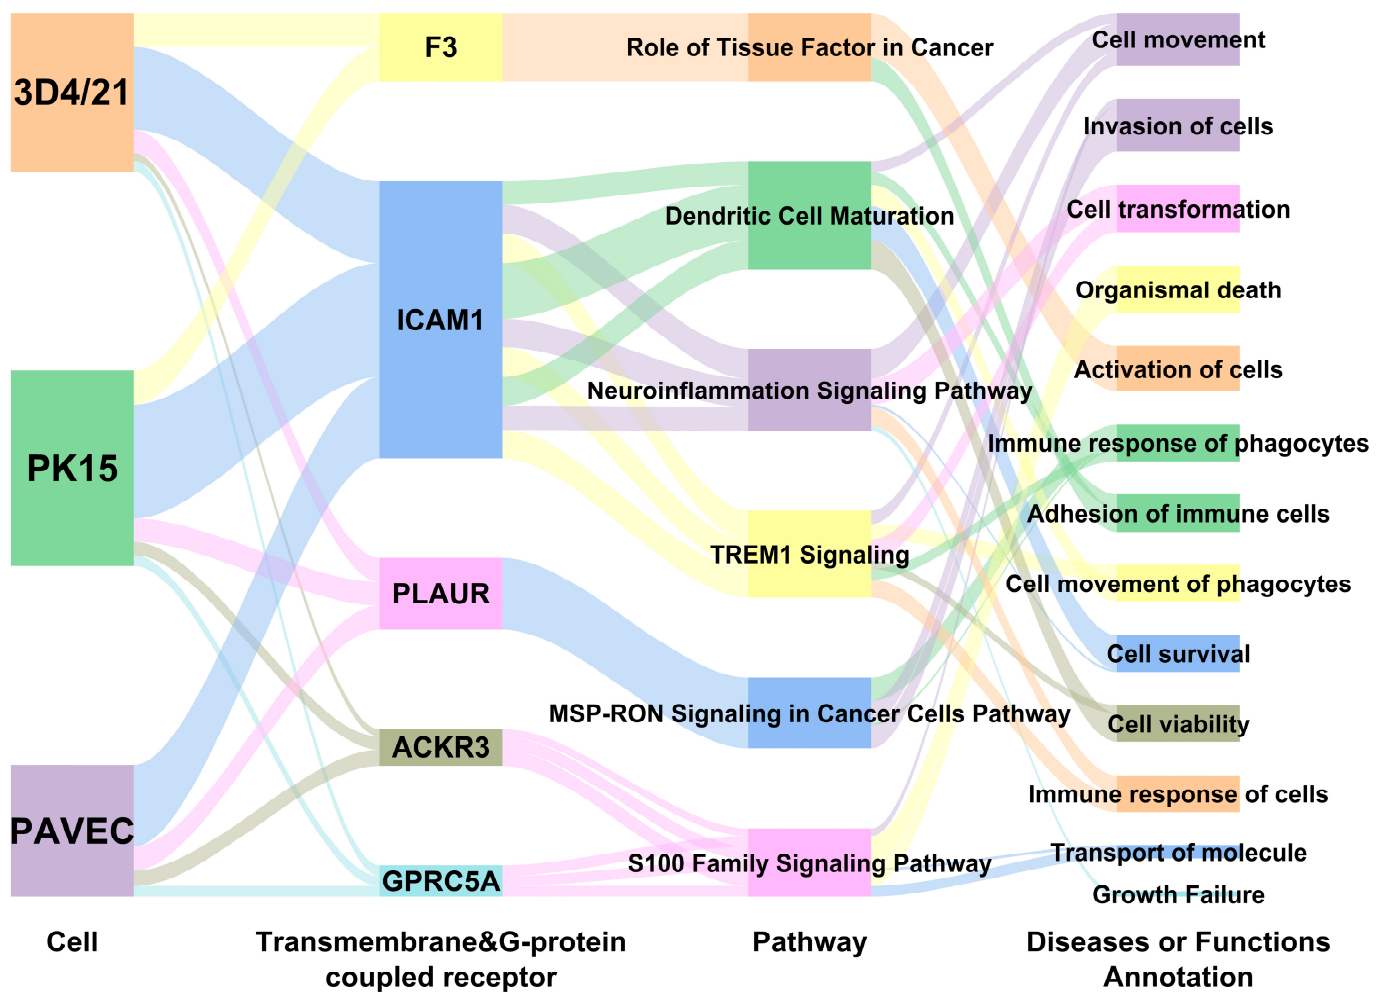 3D4/21
PK15
PAVEC
F3
ICAM1
PLAUR
ACKR3
GPRC5A
Role of Tissue Factor in Cancer
Dendritic Cell Maturation
Neuroinflammation Signaling Pathway
TREM1 Signaling
MSP-RON Signaling in Cancer Cells Pathway
S100 Family Signaling Pathway
Cell movement
Invasion of cells
Cell transformation
Organismal death
Activation of cells
Immune response of phagocytes
Adhesion of immune cells
Cell movement of phagocytes
Cell survival
Cell viability
Immune response of cells
Transport of molecule
Growth Failure
Cell
Transmembrane&G-protein
coupled receptor
Pathway
Diseases or Functions
Annotation